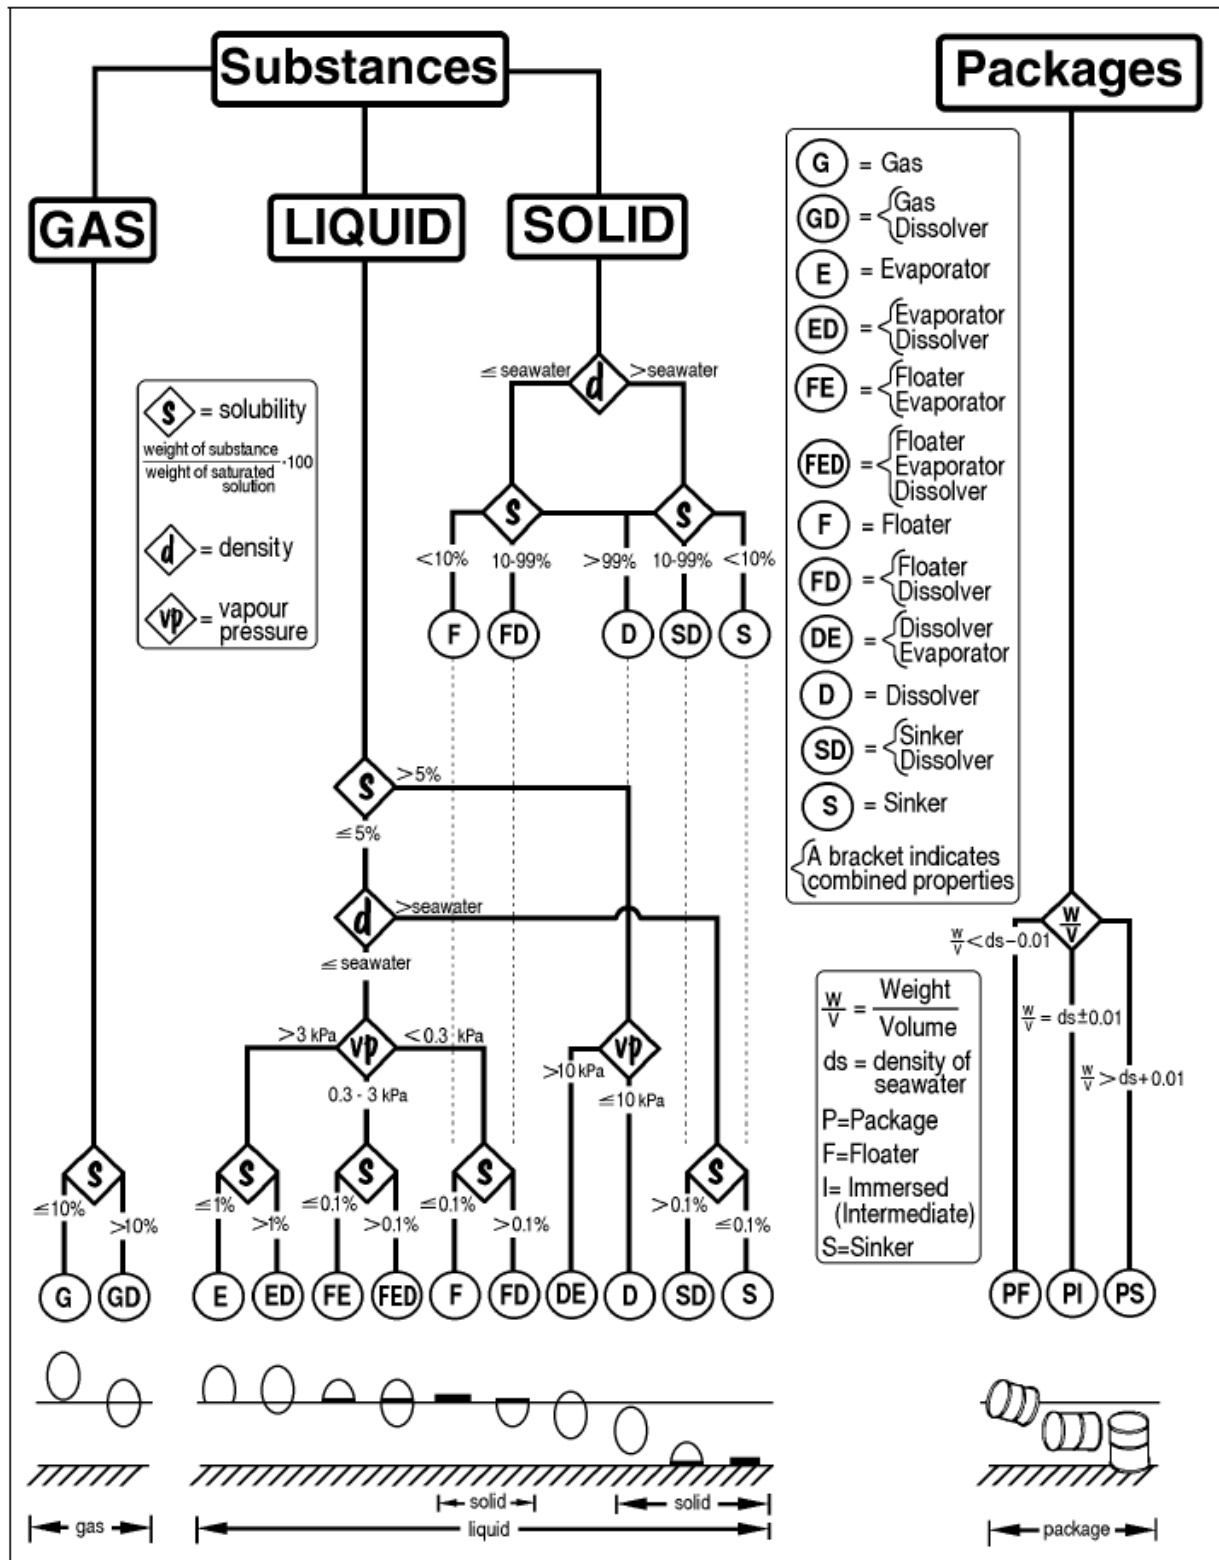 Substances
Packages
GAS
LIQUID
SOLID
G = Gas
GD = Gas
Dissolver
E = Evaporator
ED = Evaporator
Dissolver
FE = Floater
Evaporator
FED = Floater
Evaporator
Dissolver
F = Floater
FD = Floater
Dissolver
DE = Dissolver
Evaporator
D = Dissolver
SD = Sinker
Dissolver
S = Sinker
A bracket indicates
combined properties
S = solubility
weight of substance
weight of saturated
solution
·100
d = density
vp = vapour
pressure
≤ seawater
d
>seawater
S
S
<10%
10-99%
>99%
10-99%
<10%
F
FD
D
SD
S
S
>5%
≤5%
d
>seawater
≤ seawater
>3 kPa
vp
<0.3 kPa
0.3 - 3 kPa
vp
>10 kPa
≤10 kPa
S
S
S
S
S
≤10%
>10%
≤1%
>1%
≤0.1%
>0.1%
≤0.1%
>0.1%
>0.1%
≤0.1%
G
GD
E
ED
FE
FED
F
FD
DE
D
SD
S
w/v
w/v < ds-0.01
w/v = ds±0.01
w/v > ds+0.01
W/V = Weight/Volume
ds = density of
seawater
P=Package
F=Floater
I= Immersed
(Intermediate)
S=Sinker
PF
PI
PS
gas
solid
solid
liquid
package